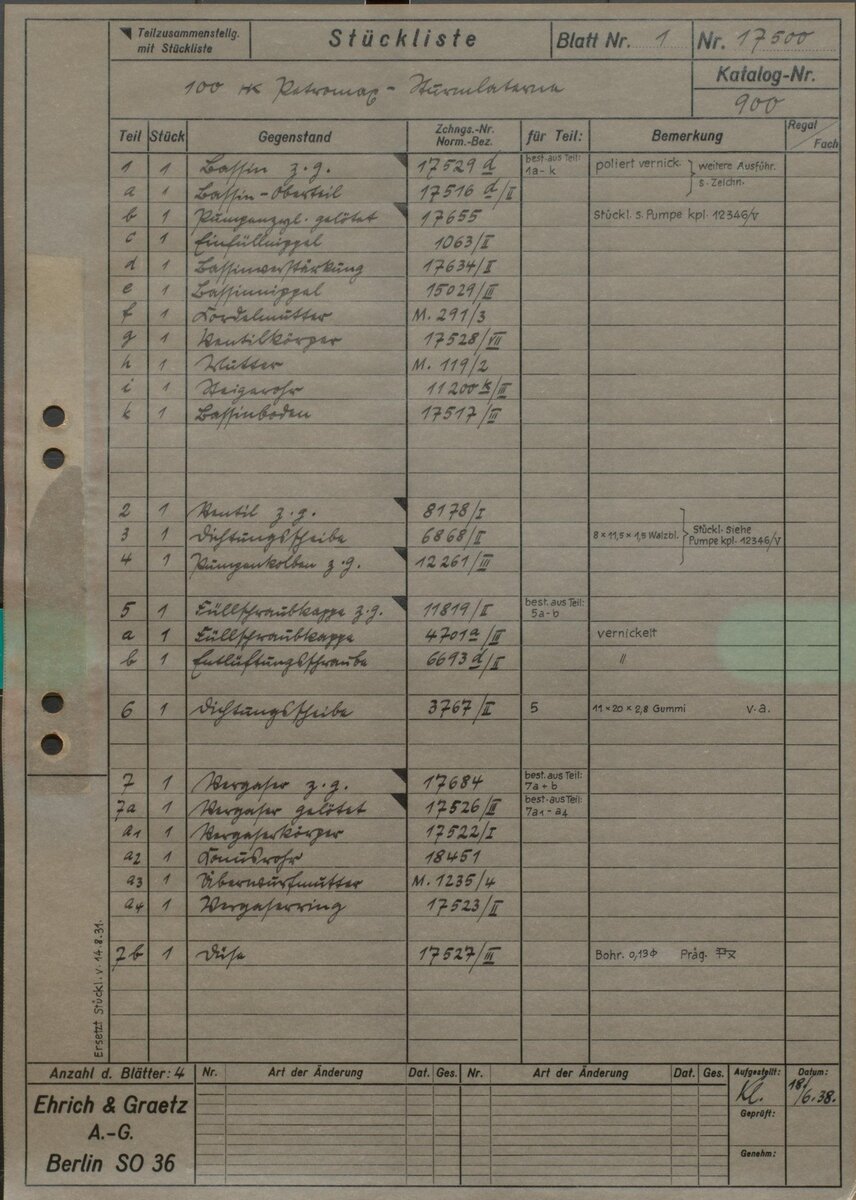 Teilzusammenstellg. mit Stückliste
Stückliste
Blatt Nr. 1
Nr. 17500
100 HK Petromax-Sturmlaterne
Katalog-Nr. 900
Teil Stück Gegenstand Zchngs.-Nr. Norm.-Bez. für Teil: Bemerkung Regal / Fach
1 1 Bassin z.g. 17529 d best. aus Teil: 1a-k poliert vernick. } weitere Ausführ. s. Zeichn.
a 1 Bassin-Oberteil 17516 d/II
b 1 Pumpenzyl. gelötet 17655 Stückl. s. Pumpe kpl. 12346/V
c 1 Einfüllnippel 1063/I
d 1 Bassinverstärkung 17634/II
e 1 Bassinnippel 15029/II
f 1 Kordelmutter M. 291/3
g 1 Ventilkörper 17528/VII
h 1 Mutter M. 119/2
i 1 Steigerohr 11200 k/II
k 1 Bassinboden 17517/III
2 1 Ventil z.g. 8178/I
3 1 Dichtungsscheibe 6868/II 8 × 11,5 × 1,5 Walzbl. } Stückl. siehe Pumpe kpl. 12346/V
4 1 Pumpenkolben z.g. 12261/III
5 1 Füllschraubkappe z.g. 11819/I best. aus Teil: 5a-b
a 1 Füllschraubkappe 4701 a/II vernickelt
b 1 Entlüftungsschraube 6693 d/I "
6 1 Dichtungsscheibe 3767/I 5 11 × 20 × 2,8 Gummi v.a.
7 1 Vergaser z.g. 17684 best. aus Teil: 7a + b
7a 1 Vergaser gelötet 17526/II best. aus Teil: 7a1 - a4
a1 1 Vergaserkörper 17522/I
a2 1 Konusrohr 18451
a3 1 Überwurfmutter M. 1235/4
a4 1 Vergaserring 17523/II
7b 1 Düse 17527/III Bohr. 0,13 ϕ Präg.
Ersetzt Stückl. v. 14.8.31.
Anzahl d. Blätter: 4
Nr. Art der Änderung Dat. Ges. Nr. Art der Änderung Dat. Ges. Aufgestellt: Datum:
Kl. 18/6.38.
Geprüft:
Genehm:
Ehrich & Graetz
A.-G.
Berlin SO 36